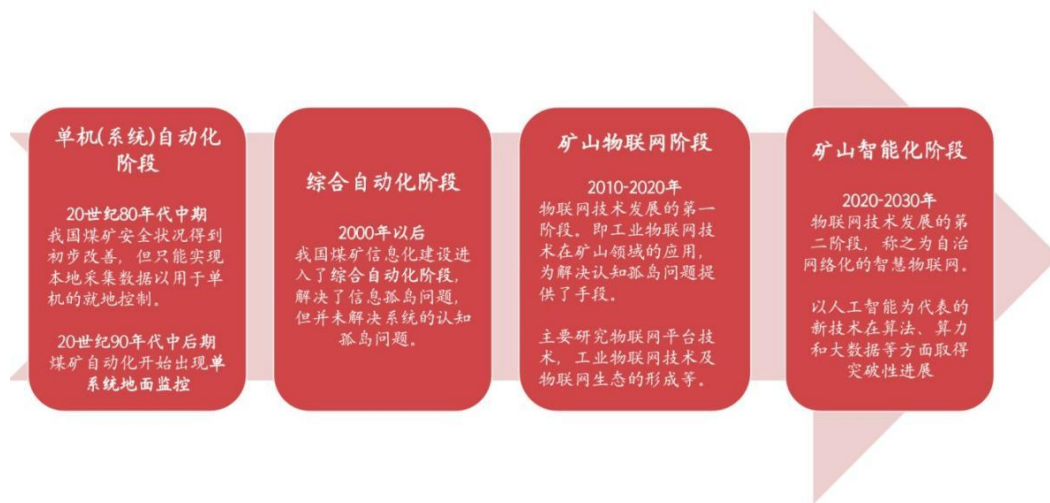 单机(系统)自动化
阶段
20世纪80年代中期
我国煤矿安全状况得到
初步改善，但只能实现
本地采集数据以用于单
机的就地控制。
20世纪90年代中后期
煤矿自动化开始出现单
系统地面监控
综合自动化阶段
2000年以后
我国煤矿信息化建设进
入了综合自动化阶段，
解决了信息孤岛问题，
但并未解决系统的认知
孤岛问题。
矿山物联网阶段
2010-2020年
物联网技术发展的第一
阶段。即工业物联网技
术在矿山领域的应用，
为解决认知孤岛问题提
供了手段。
主要研究物联网平台技
术，工业物联网技术及
物联网生态的形成等。
矿山智能化阶段
2020-2030年
物联网技术发展的第
二阶段，称之为自治
网络化的智慧物联网。
以人工智能为代表的
新技术在算法、算力
和大数据等方面取得
突破性进展